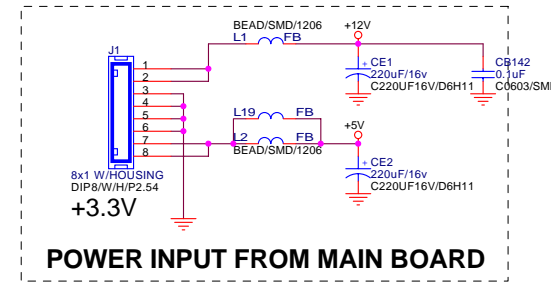 BEAD/SMD/1206
L1 FB
+12V
J1
1
2
3
4
5
6
7
8
CE1
220uF/16v
C220UF16V/D6H11
CB142
0.1uF
C0603/SM
L19 FB
L2 FB
BEAD/SMD/1206
+5V
CE2
220uF/16v
C220UF16V/D6H11
8x1 W/HOUSING
DIP8/W/H/P2.54
+3.3V
POWER INPUT FROM MAIN BOARD